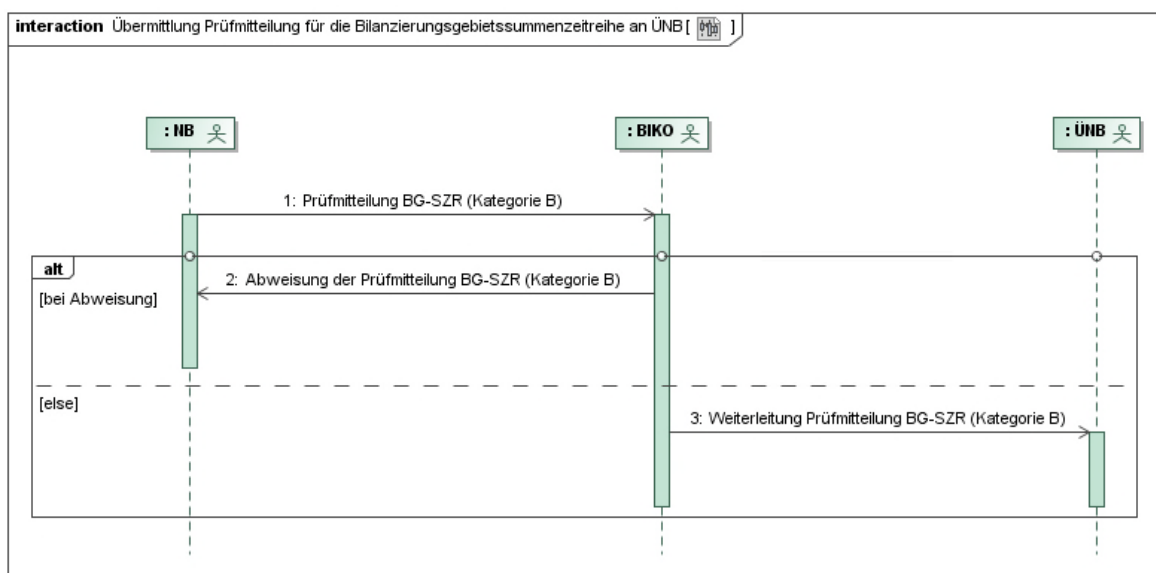 interaction Übermittlung Prüfmitteilung für die Bilanzierungsgebietssummenzeitreihe an ÜNB [ ]
: NB
: BIKO
: ÜNB
1: Prüfmitteilung BG-SZR (Kategorie B)
alt
2: Abweisung der Prüfmitteilung BG-SZR (Kategorie B)
[bei Abweisung]
[else]
3: Weiterleitung Prüfmitteilung BG-SZR (Kategorie B)